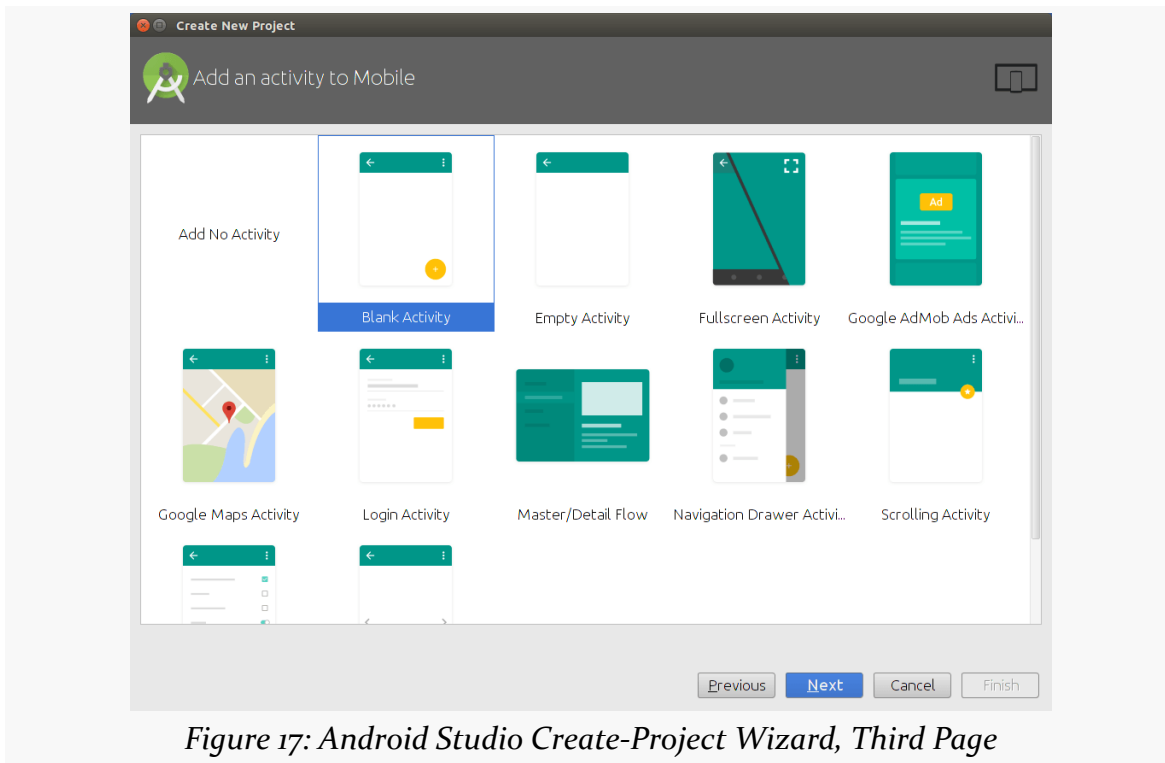 Create New Project
Add an activity to Mobile
Add No Activity
Ad
Blank Activity
Empty Activity
Fullscreen Activity
Google AdMob Ads Activi...
Google Maps Activity
Login Activity
Master/Detail Flow
Navigation Drawer Activi...
Scrolling Activity
Previous
Next
Cancel
Finish
Figure 17: Android Studio Create-Project Wizard, Third Page